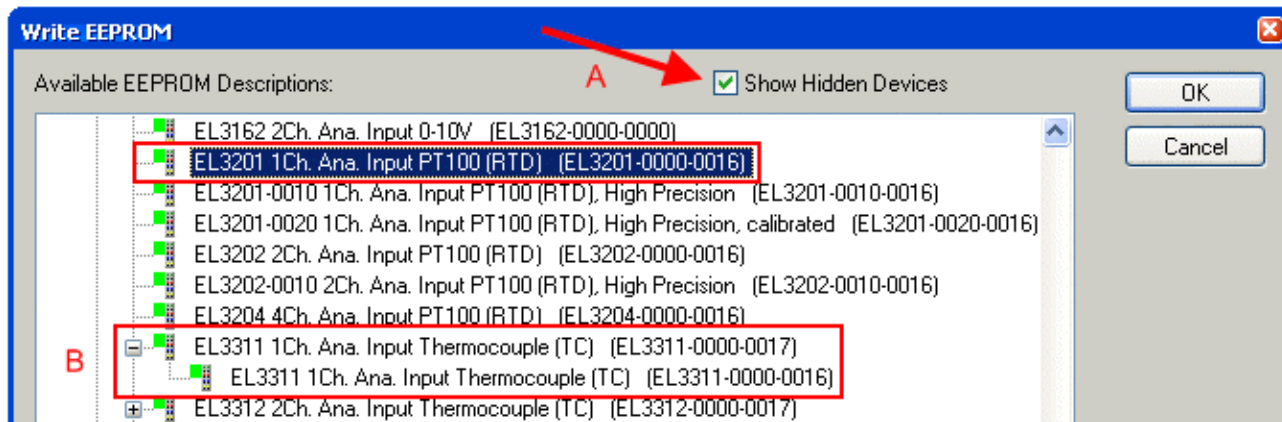 Write EEPROM
Available EEPROM Descriptions:
A
Show Hidden Devices
OK
Cancel
EL3162 2Ch. Ana. Input 0-10V (EL3162-0000-0000)
EL3201 1Ch. Ana. Input PT100 (RTD) (EL3201-0000-0016)
EL3201-0010 1Ch. Ana. Input PT100 (RTD), High Precision (EL3201-0010-0016)
EL3201-0020 1Ch. Ana. Input PT100 (RTD), High Precision, calibrated (EL3201-0020-0016)
EL3202 2Ch. Ana. Input PT100 (RTD) (EL3202-0000-0016)
EL3202-0010 2Ch. Ana. Input PT100 (RTD), High Precision (EL3202-0010-0016)
EL3204 4Ch. Ana. Input PT100 (RTD) (EL3204-0000-0016)
B
EL3311 1Ch. Ana. Input Thermocouple (TC) (EL3311-0000-0017)
EL3311 1Ch. Ana. Input Thermocouple (TC) (EL3311-0000-0016)
EL3312 2Ch. Ana. Input Thermocouple (TC) (EL3312-0000-0017)